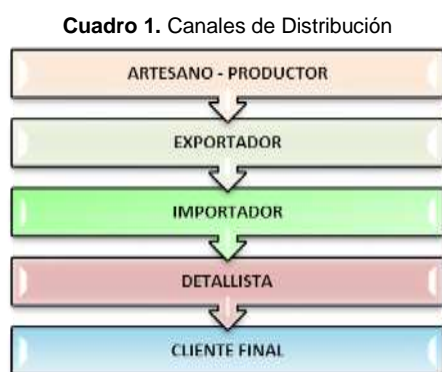 Cuadro 1. Canales de Distribución
ARTESANO - PRODUCTOR
EXPORTADOR
IMPORTADOR
DETALLISTA
CLIENTE FINAL